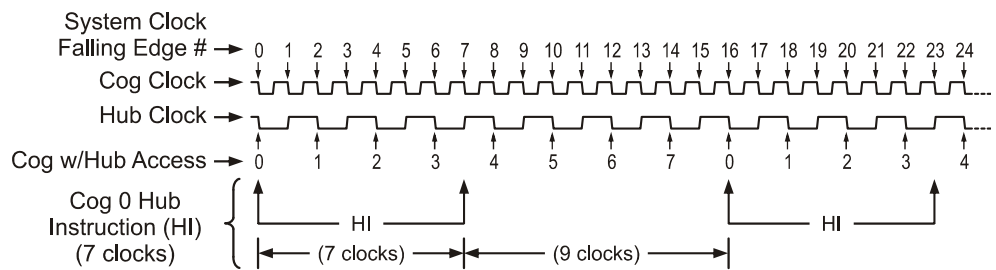 System Clock
Falling Edge # 0 1 2 3 4 5 6 7 8 9 10 11 12 13 14 15 16 17 18 19 20 21 22 23 24
Cog Clock
Hub Clock
Cog w/Hub Access 0 1 2 3 4 5 6 7 0 1 2 3 4
Cog 0 Hub
Instruction (HI)
(7 clocks)
HI HI
(7 clocks) (9 clocks)